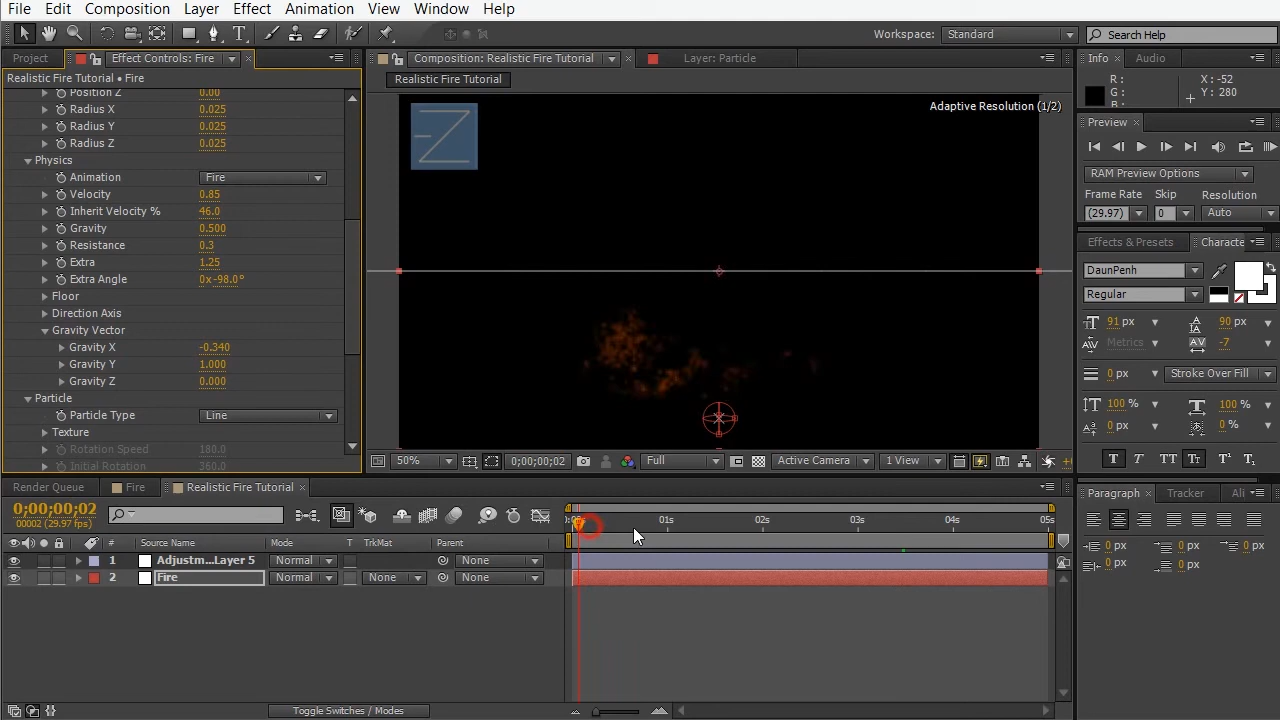 File Edit Composition Layer Effect Animation View Window Help
Workspace: Standard Search Help
Project Effect Controls: Fire Composition: Realistic Fire Tutorial Layer: Particle Info Audio
Realistic Fire Tutorial • Fire
Realistic Fire Tutorial
R : X : -52
G : Y : 280
B :
Adaptive Resolution (1/2)
Position Z 0.00
Radius X 0.025
Radius Y 0.025
Radius Z 0.025
Physics
Animation Fire
Velocity 0.85
Inherit Velocity % 46.0
Gravity 0.500
Resistance 0.3
Extra 1.25
Extra Angle 0x-98.0°
Floor
Direction Axis
Gravity Vector
Gravity X -0.340
Gravity Y 1.000
Gravity Z 0.000
Particle
Particle Type Line
Texture
Rotation Speed 180.0
Initial Rotation 360.0
Z
50% 0;00;00;02 Full Active Camera 1 View
Preview
RAM Preview Options
Frame Rate Skip Resolution
(29.97) 0 Auto
Effects & Presets Characte
DaunPenh
Regular
91 px 90 px
Metrics -7
0 px Stroke Over Fill
100 % 100 %
0 px 0 %
T T TT Tt T¹ T₁
Paragraph Tracker Ali
0 px 0 px 0 px
0 px 0 px
Render Queue Fire Realistic Fire Tutorial
0;00;00;02
00002 (29.97 fps)
01s 02s 03s 04s 05s
# Source Name Mode T TrkMat Parent
1 Adjustm...Layer 5 Normal None
2 Fire Normal None None
Toggle Switches / Modes